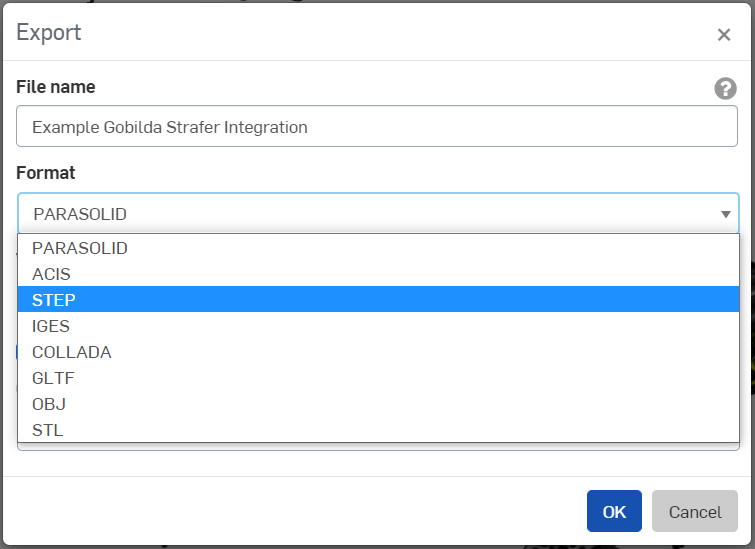 Export
×
File name
?
Example Gobilda Strafer Integration
Format
PARASOLID
PARASOLID
ACIS
STEP
IGES
COLLADA
GLTF
OBJ
STL
OK Cancel